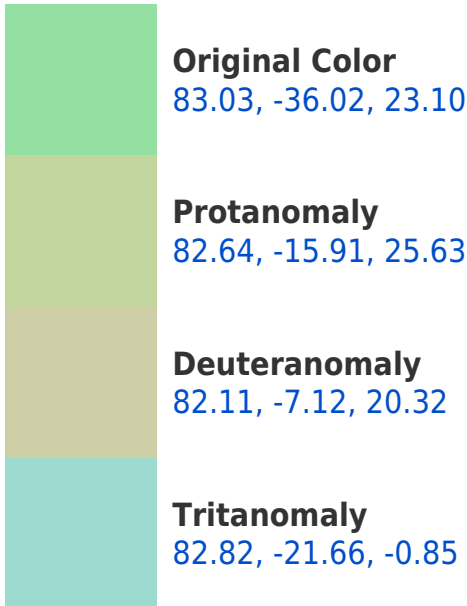 Original Color
83.03, -36.02, 23.10
Protanomaly
82.64, -15.91, 25.63
Deuteranomaly
82.11, -7.12, 20.32
Tritanomaly
82.82, -21.66, -0.85